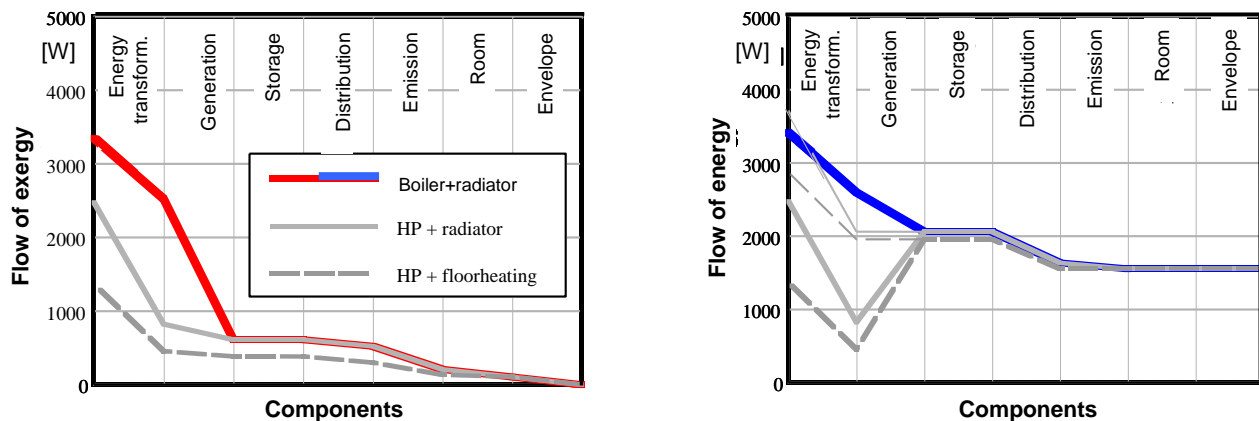 5000
[W]
4000
3000
2000
1000
0
Flow of exergy
Energy
transform.
Generation
Storage
Distribution
Emission
Room
Envelope
Boiler+radiator
HP + radiator
HP + floorheating
Components
5000
[W]
4000
3000
2000
1000
0
Flow of energy
Energy
transform.
Generation
Storage
Distribution
Emission
Room
Envelope
Components